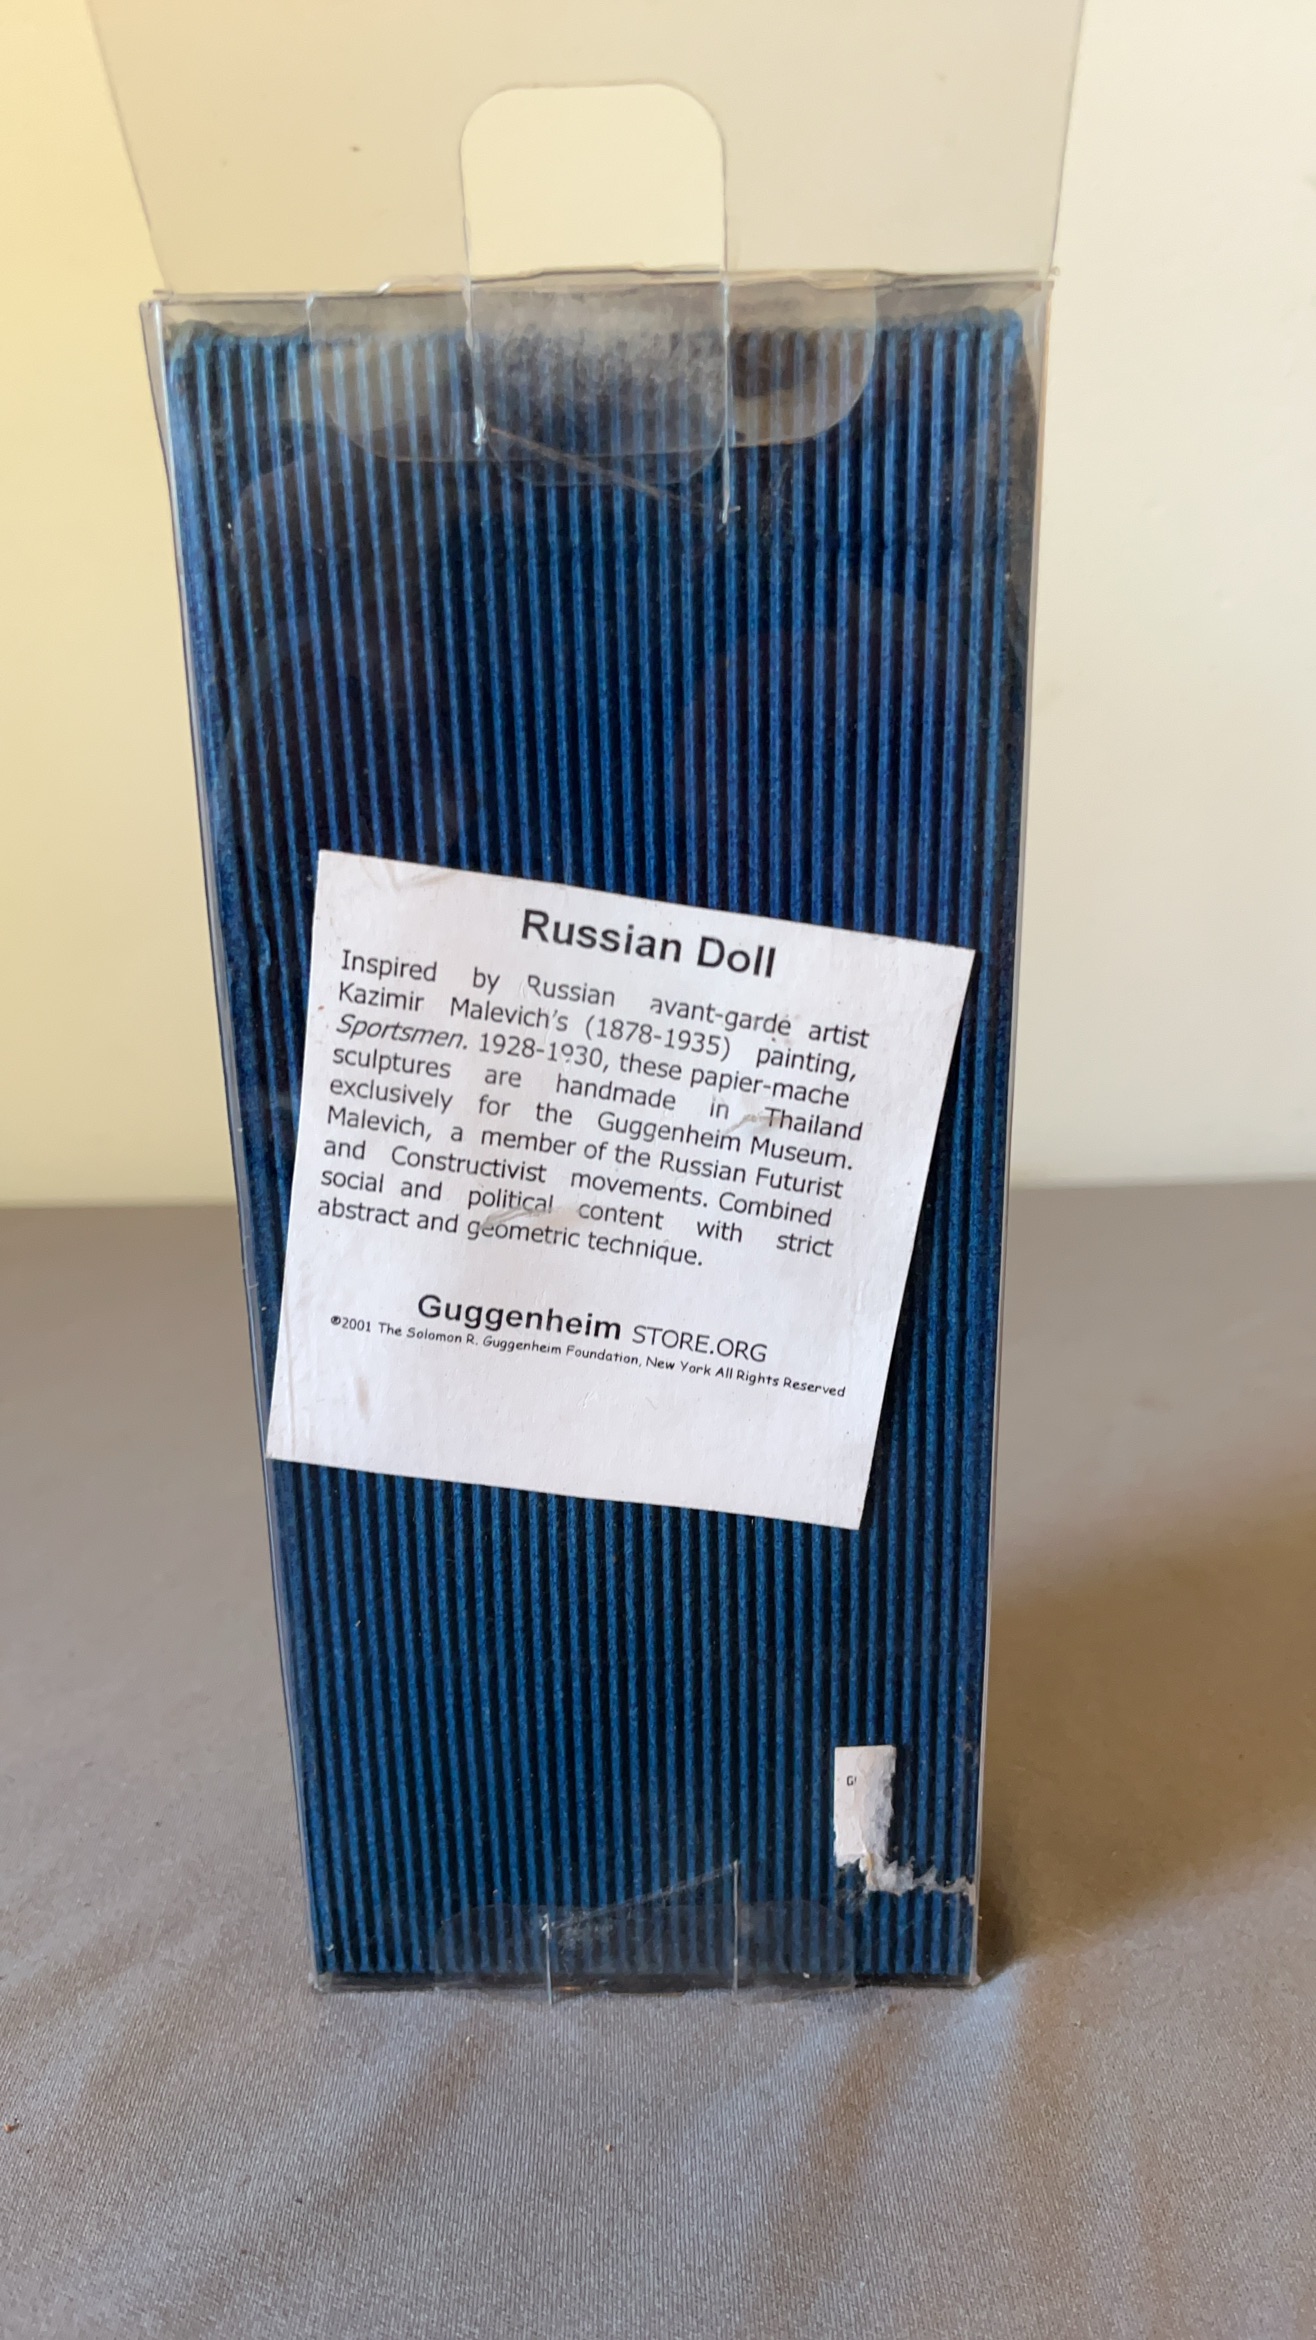 Russian Doll
Inspired by Russian avant-garde artist
Kazimir Malevich's (1878-1935) painting,
Sportsmen. 1928-1930, these papier-mache
sculptures are handmade in Thailand
exclusively for the Guggenheim Museum.
Malevich, a member of the Russian Futurist
and Constructivist movements. Combined
social and political content with strict
abstract and geometric technique.
Guggenheim STORE.ORG
©2001 The Solomon R. Guggenheim Foundation, New York All Rights Reserved